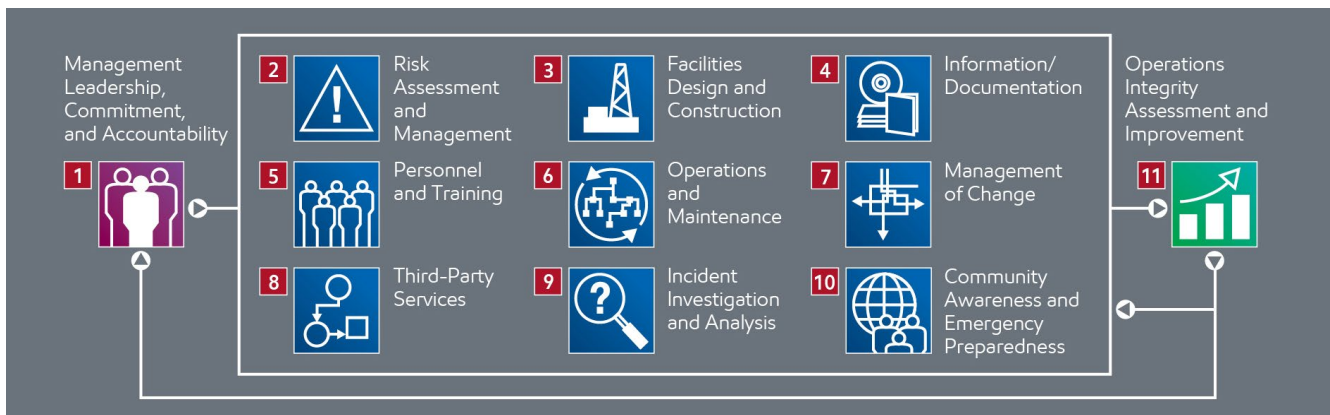 Management
Leadership,
Commitment,
and Accountability
1
2
Risk
Assessment
and
Management
3
Facilities
Design and
Construction
4
Information/
Documentation
5
Personnel
and Training
6
Operations
and
Maintenance
7
Management
of Change
8
Third-Party
Services
9
Incident
Investigation
and Analysis
10
Community
Awareness and
Emergency
Preparedness
Operations
Integrity
Assessment and
Improvement
11